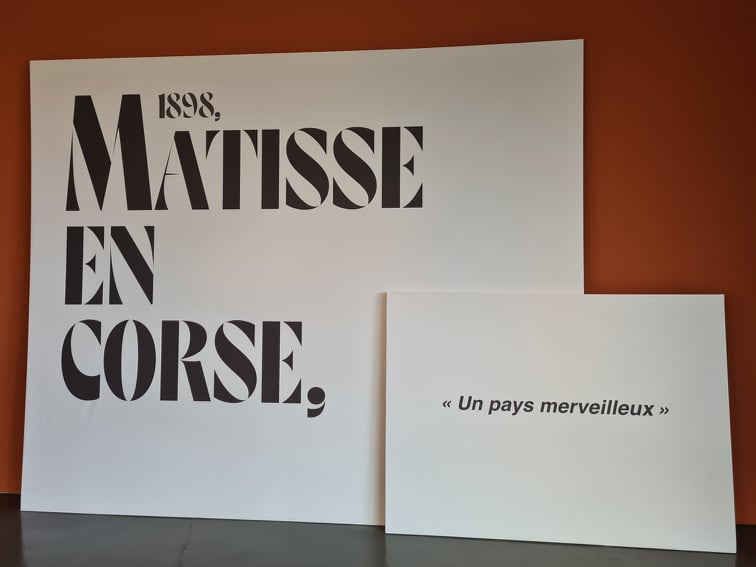 1898,
MATISSE
EN
CORSE,
« Un pays merveilleux »